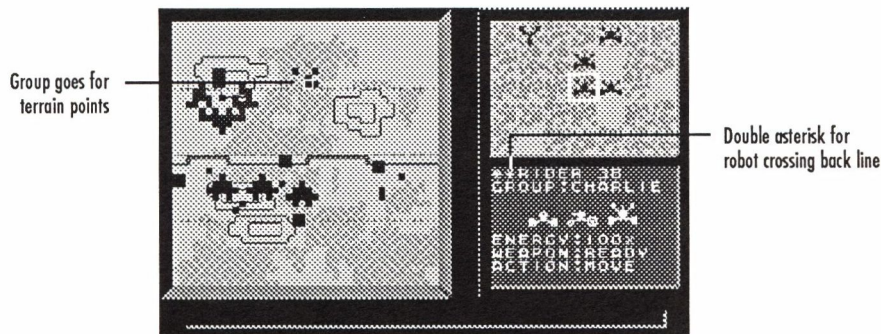 Group goes for
terrain points
Double asterisk for
robot crossing back line
**RIDER 38
GROUP:CHARLIE
ENERGY:100%
WEAPON:READY
ACTION:MOVE